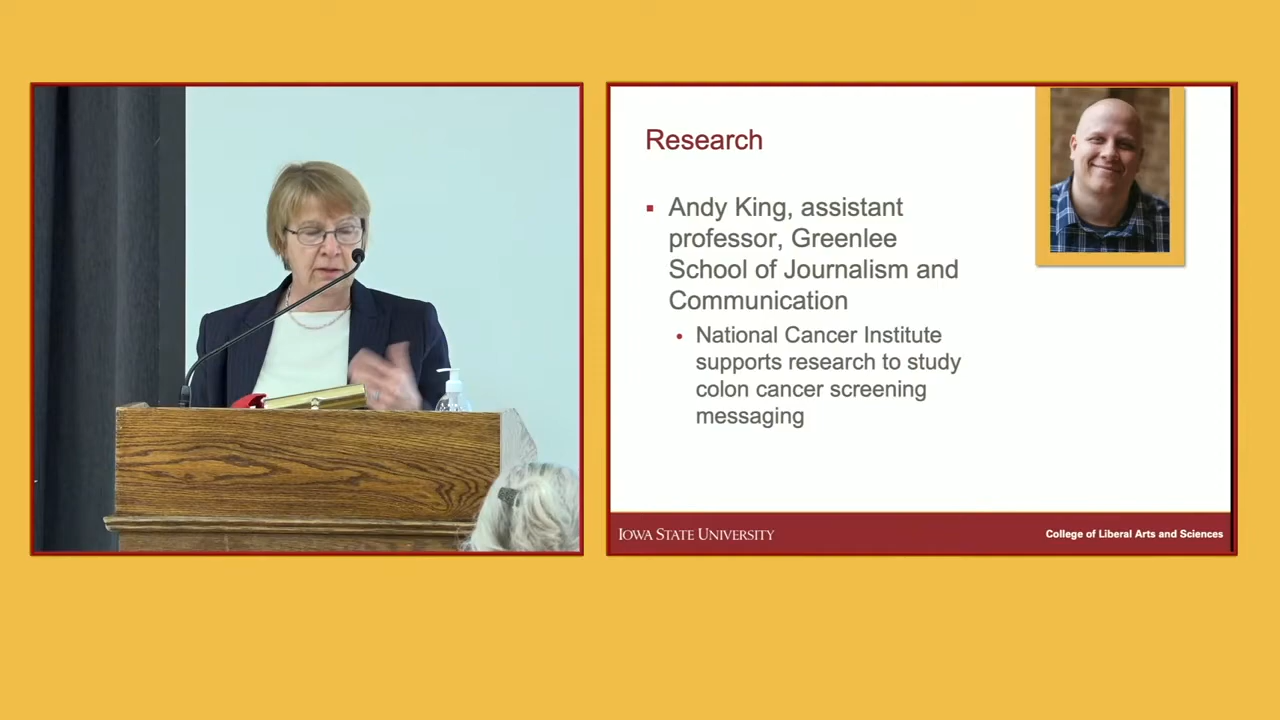 Research
▪ Andy King, assistant
professor, Greenlee
School of Journalism and
Communication
• National Cancer Institute
supports research to study
colon cancer screening
messaging
IOWA STATE UNIVERSITY
College of Liberal Arts and Sciences